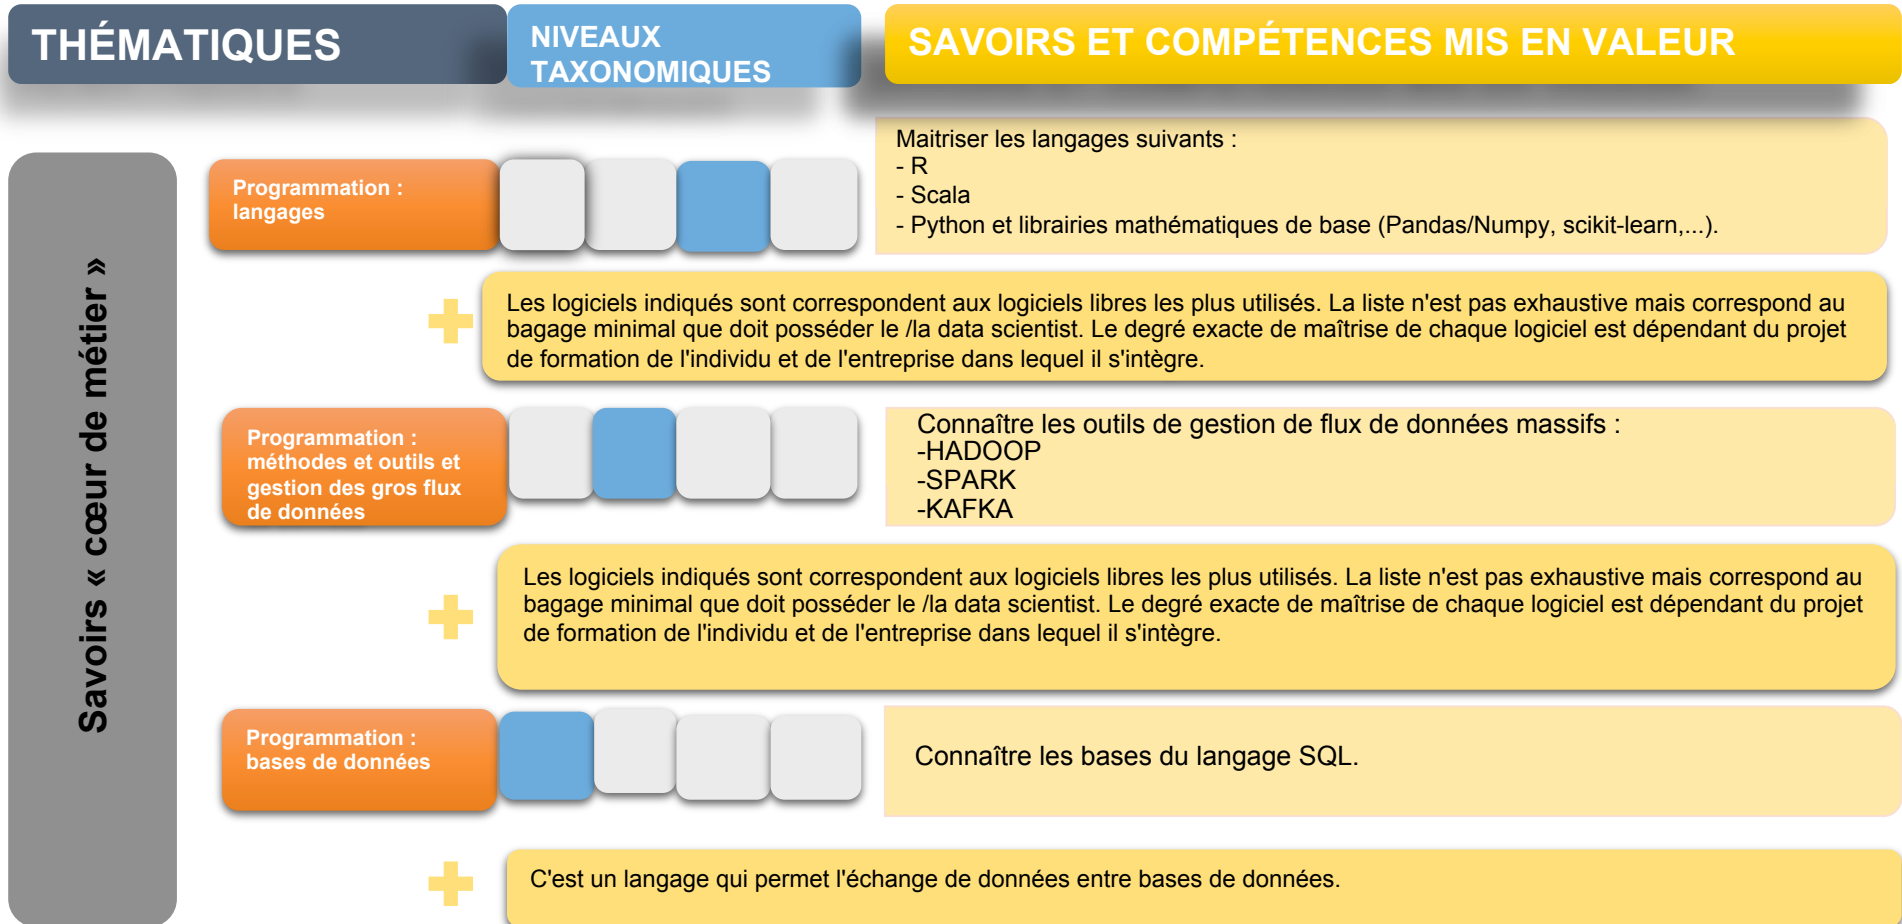 THÉMATIQUES
NIVEAUX
TAXONOMIQUES
SAVOIRS ET COMPÉTENCES MIS EN VALEUR
Savoirs « cœur de métier »
Programmation :
langages
Maitriser les langages suivants :
- R
- Scala
- Python et librairies mathématiques de base (Pandas/Numpy, scikit-learn,...).
Les logiciels indiqués sont correspondent aux logiciels libres les plus utilisés. La liste n'est pas exhaustive mais correspond au
bagage minimal que doit posséder le /la data scientist. Le degré exacte de maîtrise de chaque logiciel est dépendant du projet
de formation de l'individu et de l'entreprise dans lequel il s'intègre.
Programmation :
méthodes et outils et
gestion des gros flux
de données
Connaître les outils de gestion de flux de données massifs :
-HADOOP
-SPARK
-KAFKA
Les logiciels indiqués sont correspondent aux logiciels libres les plus utilisés. La liste n'est pas exhaustive mais correspond au
bagage minimal que doit posséder le /la data scientist. Le degré exacte de maîtrise de chaque logiciel est dépendant du projet
de formation de l'individu et de l'entreprise dans lequel il s'intègre.
Programmation :
bases de données
Connaître les bases du langage SQL.
C'est un langage qui permet l'échange de données entre bases de données.